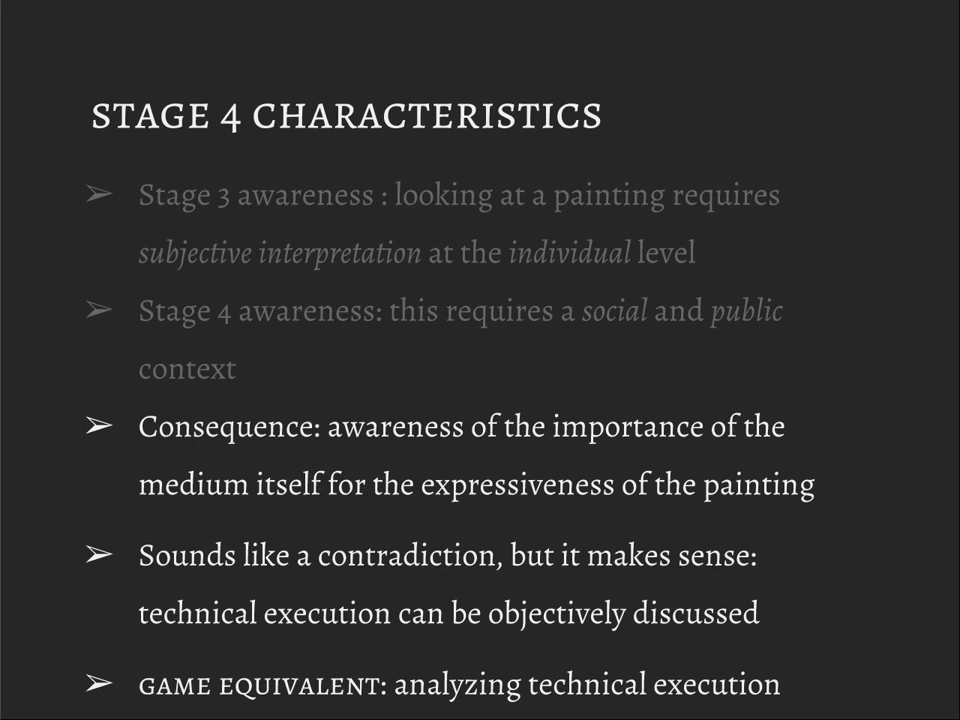 STAGE 4 CHARACTERISTICS
➢ Stage 3 awareness : looking at a painting requires
subjective interpretation at the individual level
➢ Stage 4 awareness: this requires a social and public
context
➢ Consequence: awareness of the importance of the
medium itself for the expressiveness of the painting
➢ Sounds like a contradiction, but it makes sense:
technical execution can be objectively discussed
➢ GAME EQUIVALENT: analyzing technical execution